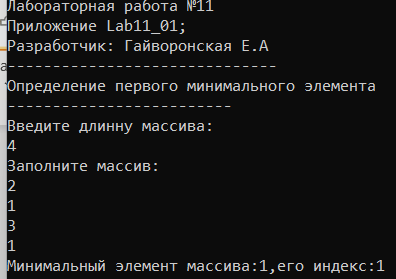 Лабораторная работа №11
Приложение Lab11_01;
Разработчик: Гайворонская Е.А
-----------------------------
Определение первого минимального элемента
------------------------
Введите длинну массива:
4
Заполните массив:
2
1
3
1
Минимальный элемент массива:1,его индекс:1